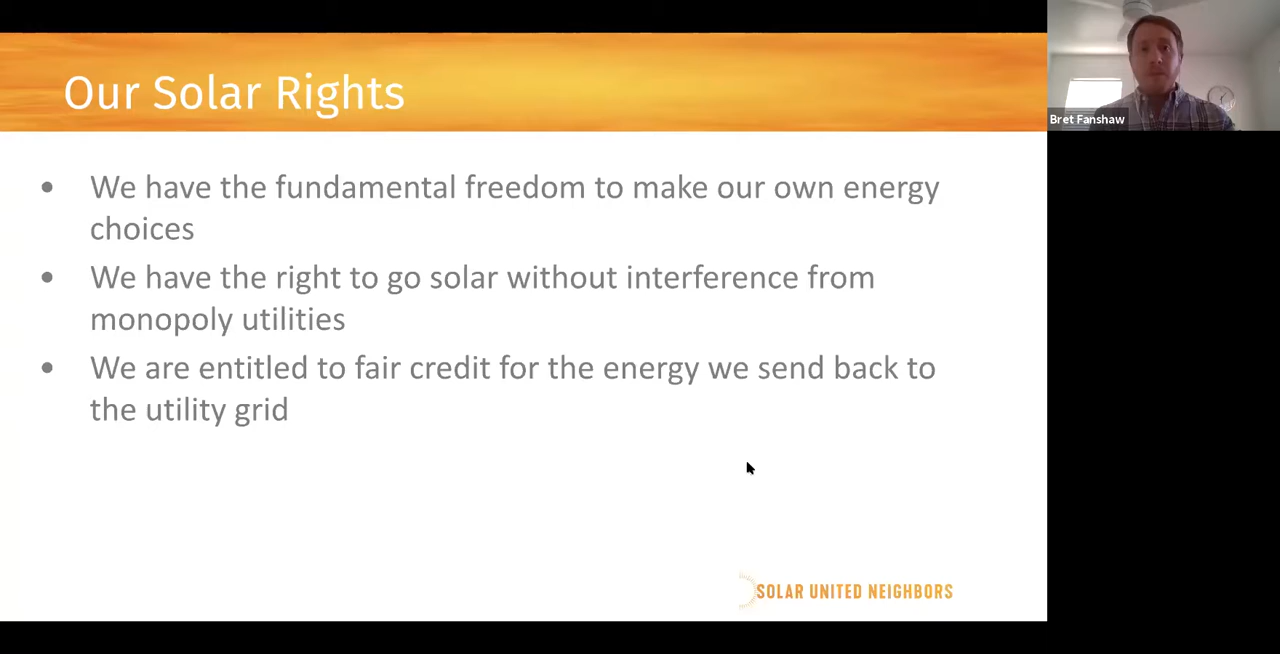 Our Solar Rights
Bret Fanshaw
• We have the fundamental freedom to make our own energy
choices
• We have the right to go solar without interference from
monopoly utilities
• We are entitled to fair credit for the energy we send back to
the utility grid
SOLAR UNITED NEIGHBORS